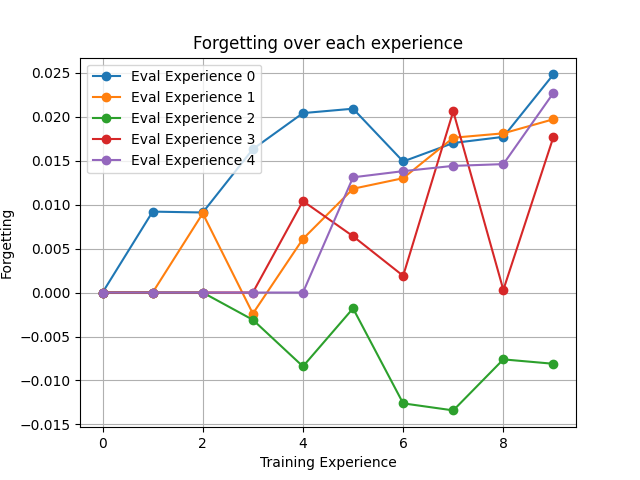 Forgetting over each experience
Eval Experience 0
Eval Experience 1
Eval Experience 2
Eval Experience 3
Eval Experience 4
0.025
0.020
0.015
0.010
0.005
0.000
−0.005
−0.010
−0.015
Forgetting
0 2 4 6 8
Training Experience